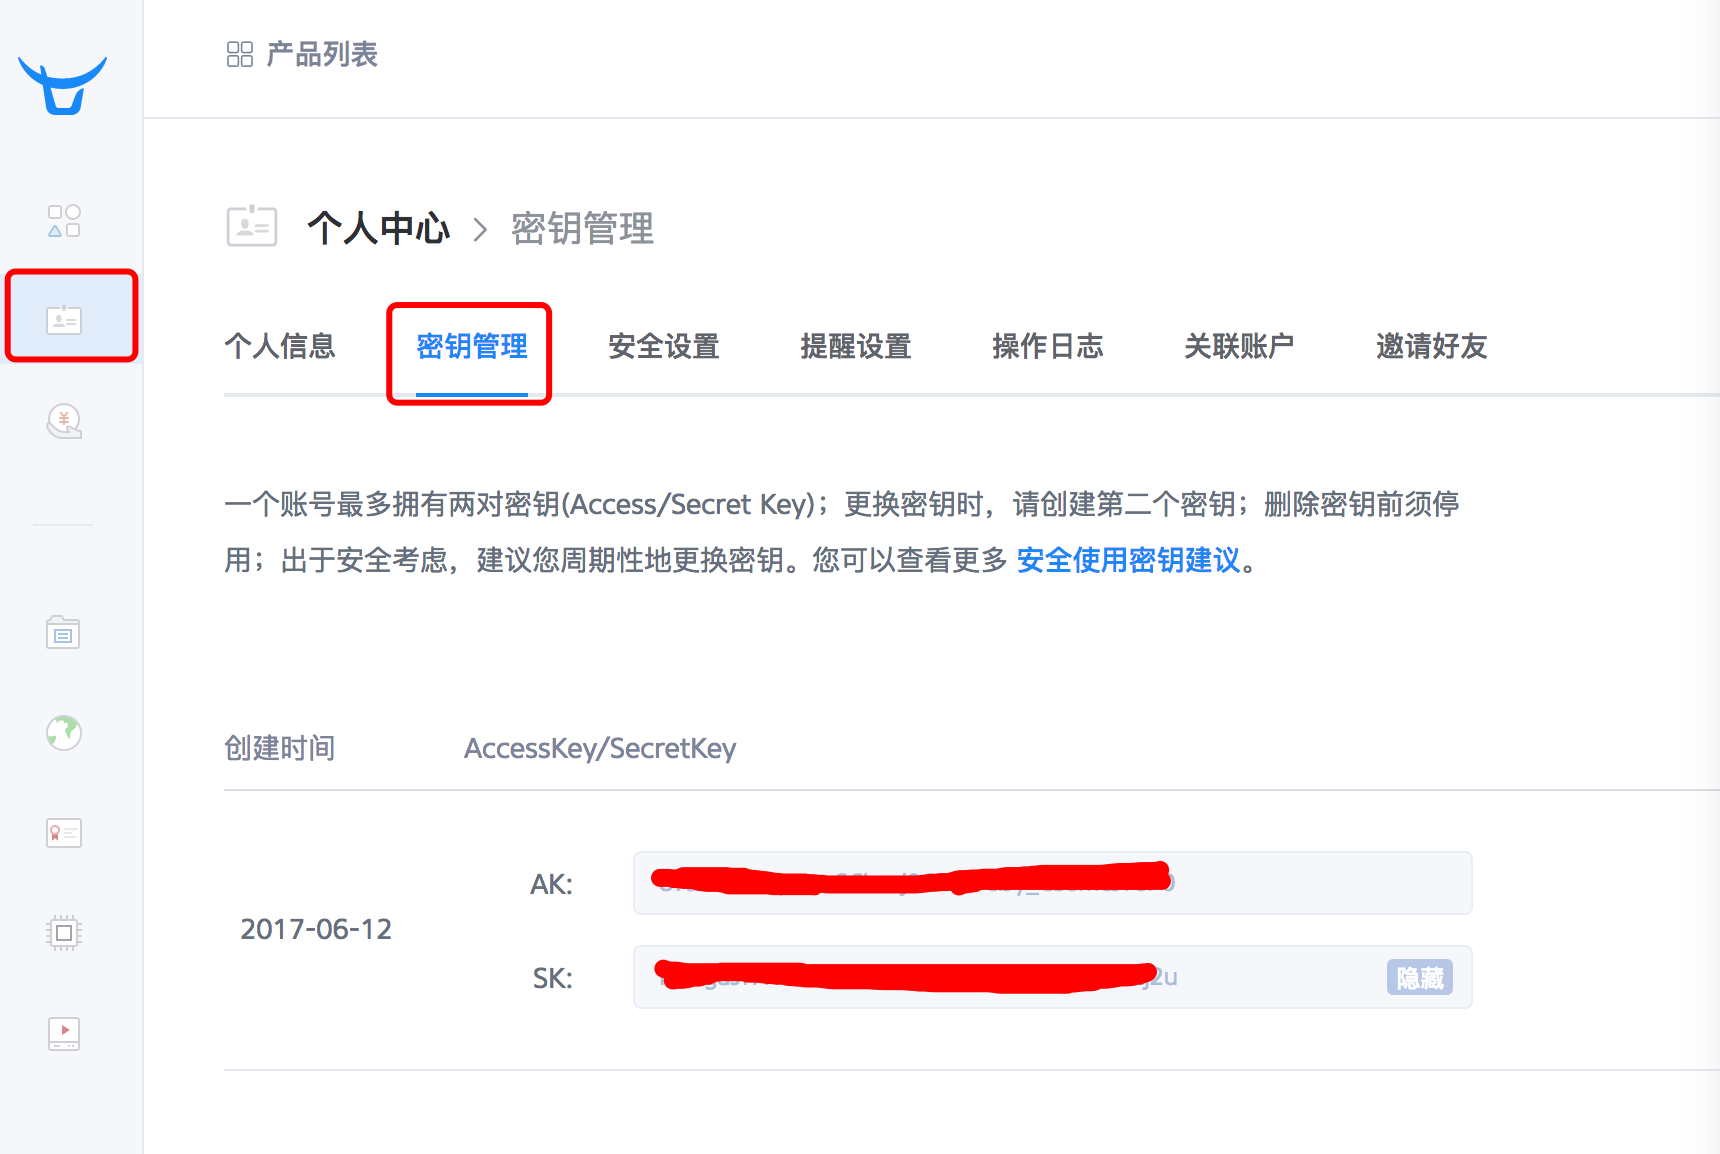 产品列表
个人中心 > 密钥管理
个人信息 密钥管理 安全设置 提醒设置 操作日志 关联账户 邀请好友
一个账号最多拥有两对密钥(Access/Secret Key)；更换密钥时，请创建第二个密钥；删除密钥前须停
用；出于安全考虑，建议您周期性地更换密钥。您可以查看更多 安全使用密钥建议。
创建时间 AccessKey/SecretKey
2017-06-12
AK:
SK: 隐藏